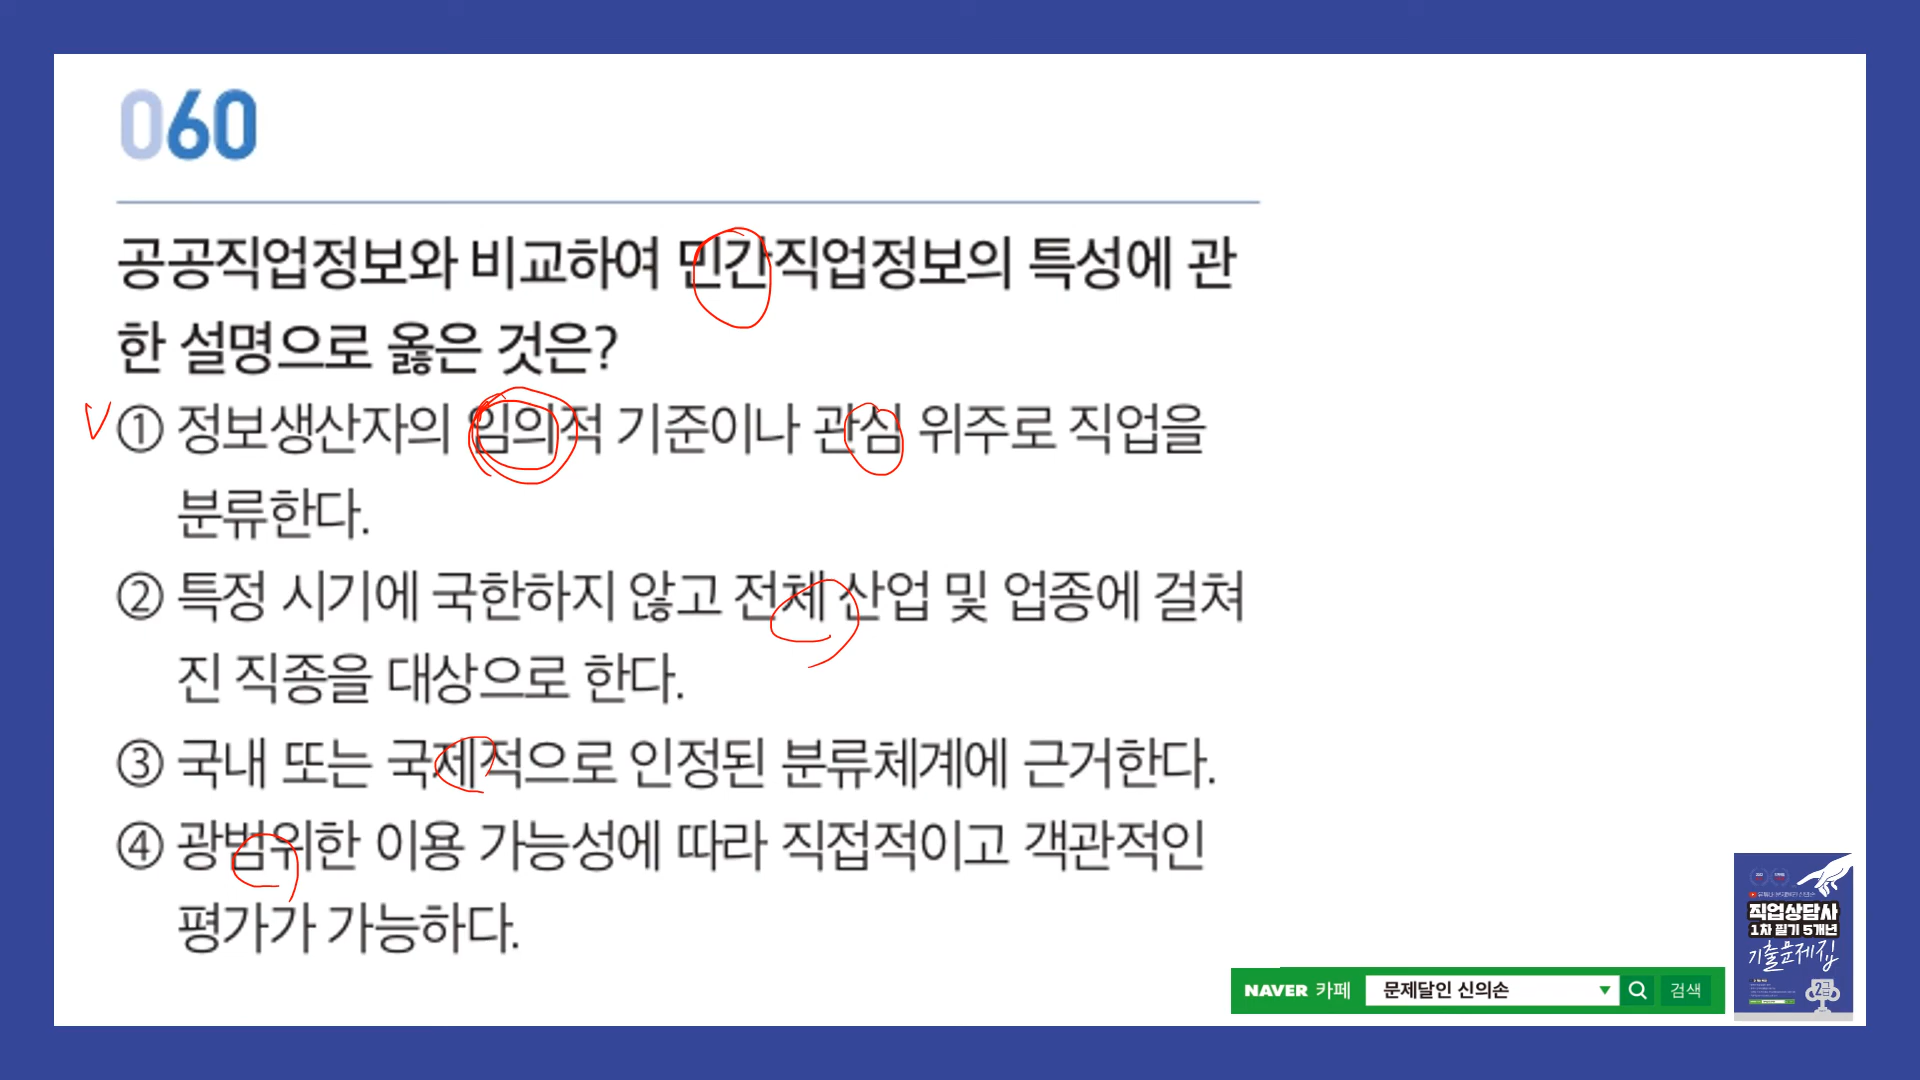 060
공공직업정보와 비교하여 민간직업정보의 특성에 관
한 설명으로 옳은 것은?
① 정보생산자의 임의적 기준이나 관심 위주로 직업을
분류한다.
② 특정 시기에 국한하지 않고 전체 산업 및 업종에 걸쳐
진 직종을 대상으로 한다.
③ 국내 또는 국제적으로 인정된 분류체계에 근거한다.
④ 광범위한 이용 가능성에 따라 직접적이고 객관적인
평가가 가능하다.
NAVER 카페 문제달인 신의손 검색
직업상담사
1차 필기 5개년
기출문제집
2급